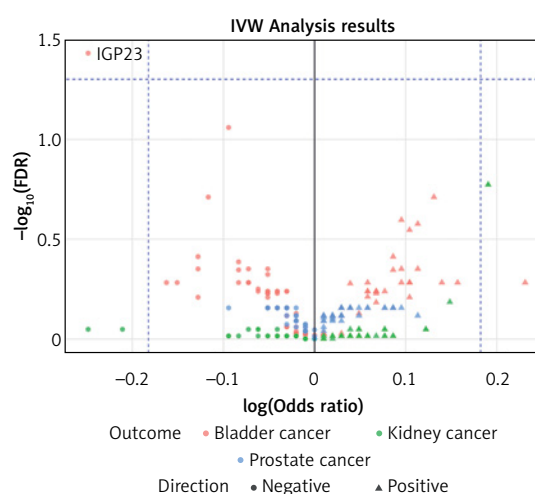 IVW Analysis results
1.5
IGP23
1.0
0.5
0
−log10(FDR)
−0.2 −0.1 0 0.1 0.2
log(Odds ratio)
Outcome Bladder cancer Kidney cancer
Prostate cancer
Direction Negative Positive